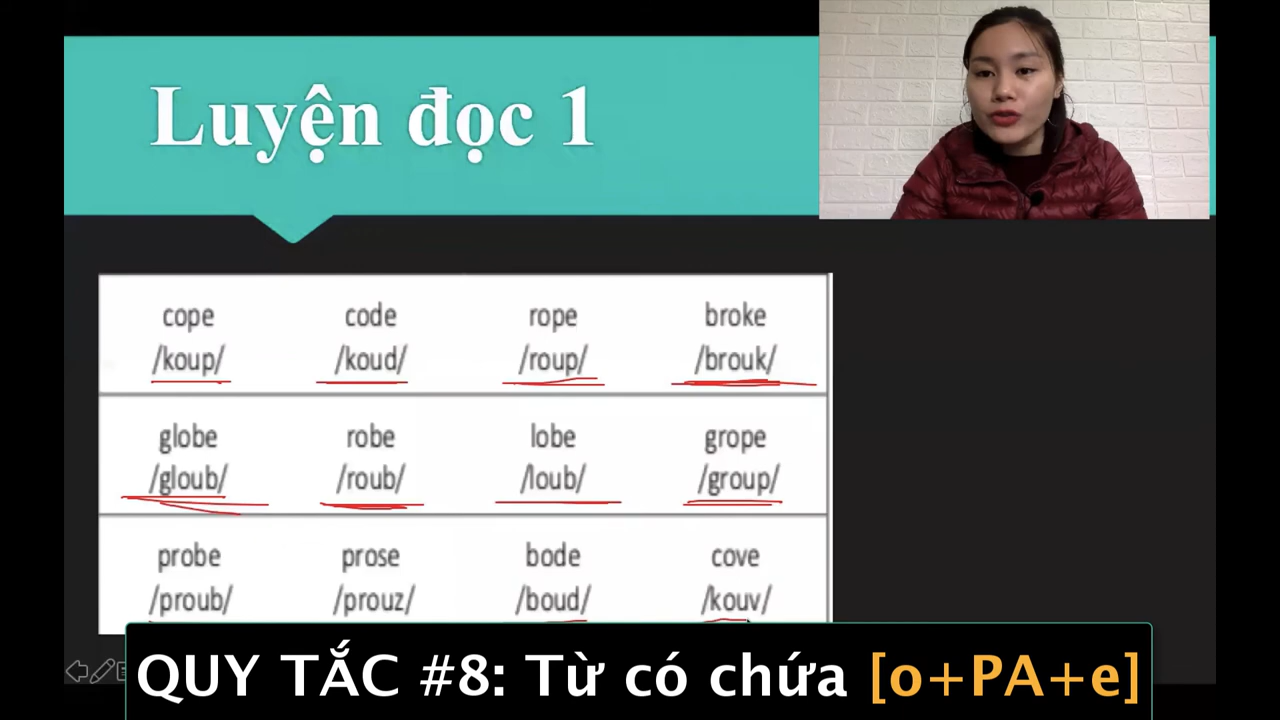 Luyện đọc 1
cope code rope broke
/koup/ /koud/ /roup/ /brouk/
globe robe lobe grope
/gloub/ /roub/ /loub/ /group/
probe prose bode cove
/proub/ /prouz/ /boud/ /kouv/
QUY TẮC #8: Từ có chứa [o+PA+e]